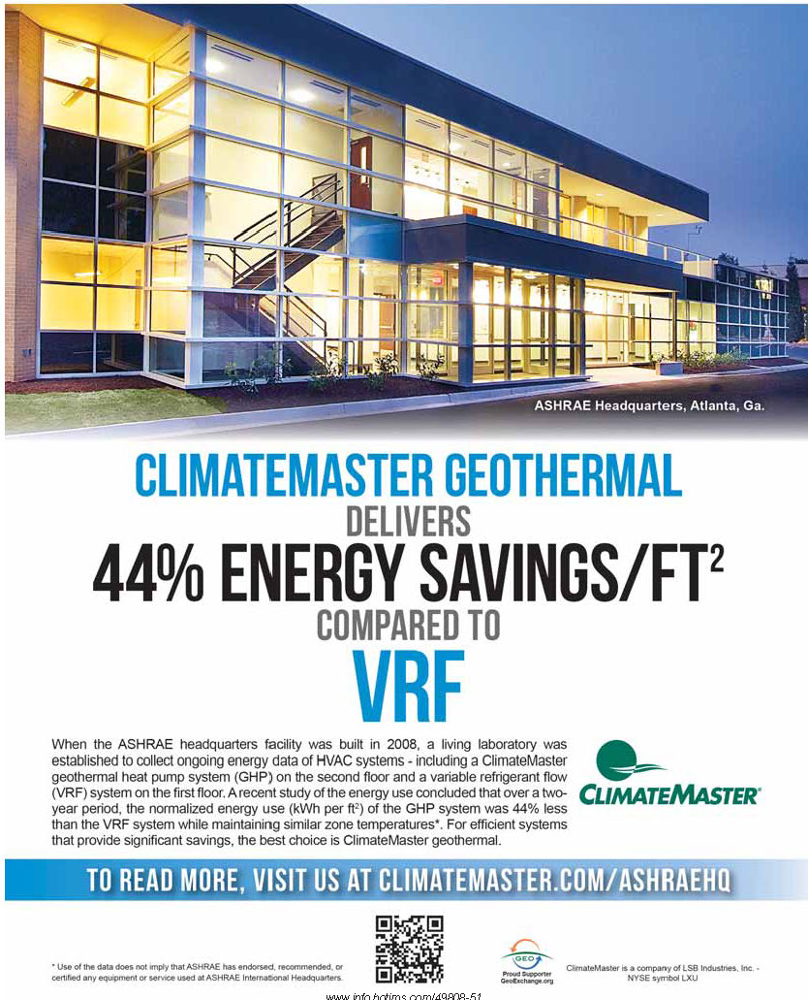 ASHRAE Headquarters, Atlanta, Ga.
CLIMATEMASTER GEOTHERMAL
DELIVERS
44% ENERGY SAVINGS/FT²
COMPARED TO
VRF
When the ASHRAE headquarters facility was built in 2008, a living laboratory was
established to collect ongoing energy data of HVAC systems - including a ClimateMaster
geothermal heat pump system (GHP) on the second floor and a variable refrigerant flow
(VRF) system on the first floor. A recent study of the energy use concluded that over a two-
year period, the normalized energy use (kWh per ft²) of the GHP system was 44% less
than the VRF system while maintaining similar zone temperatures*. For efficient systems
that provide significant savings, the best choice is ClimateMaster geothermal.
CLIMATEMASTER®
TO READ MORE, VISIT US AT CLIMATEMASTER.COM/ASHRAEHQ
* Use of the data does not imply that ASHRAE has endorsed, recommended, or
certified any equipment or service used at ASHRAE International Headquarters.
GEO
Proud Supporter
GeoExchange.org
ClimateMaster is a company of LSB Industries, Inc. -
NYSE symbol LXU
www.info.hotims.com/49808-51